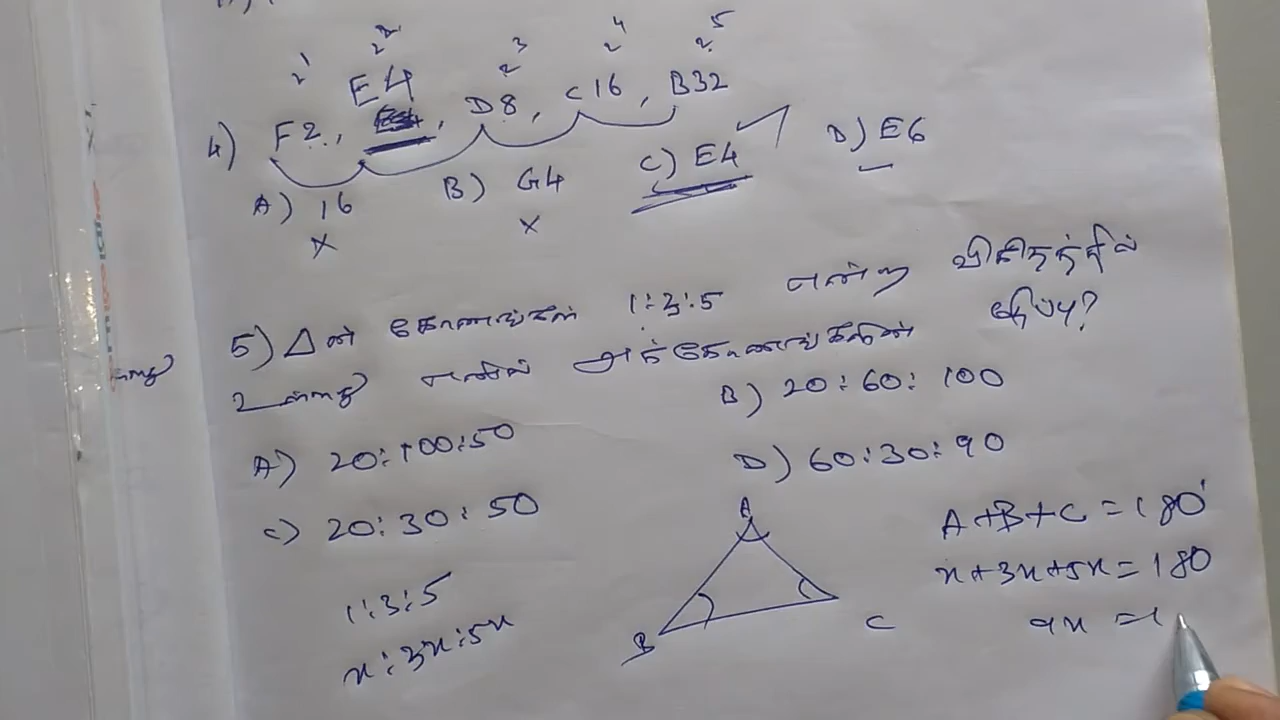 2¹ 2² 2³ 2⁴ 2⁵
E4
4) F2, , D8, C16, B32
A) 16 B) G4 C) E4 D) E6
5) Δன் கோணங்கள் 1:3:5 என்ற விகிதத்தில்
உள்ளது எனில் அக்கோணங்களின் மதிப்பு?
A) 20:100:50 B) 20:60:100
C) 20:30:50 D) 60:30:90
A
B
C
1:3:5
x:3x:5x
A+B+C=180°
x+3x+5x=180
9x = 1